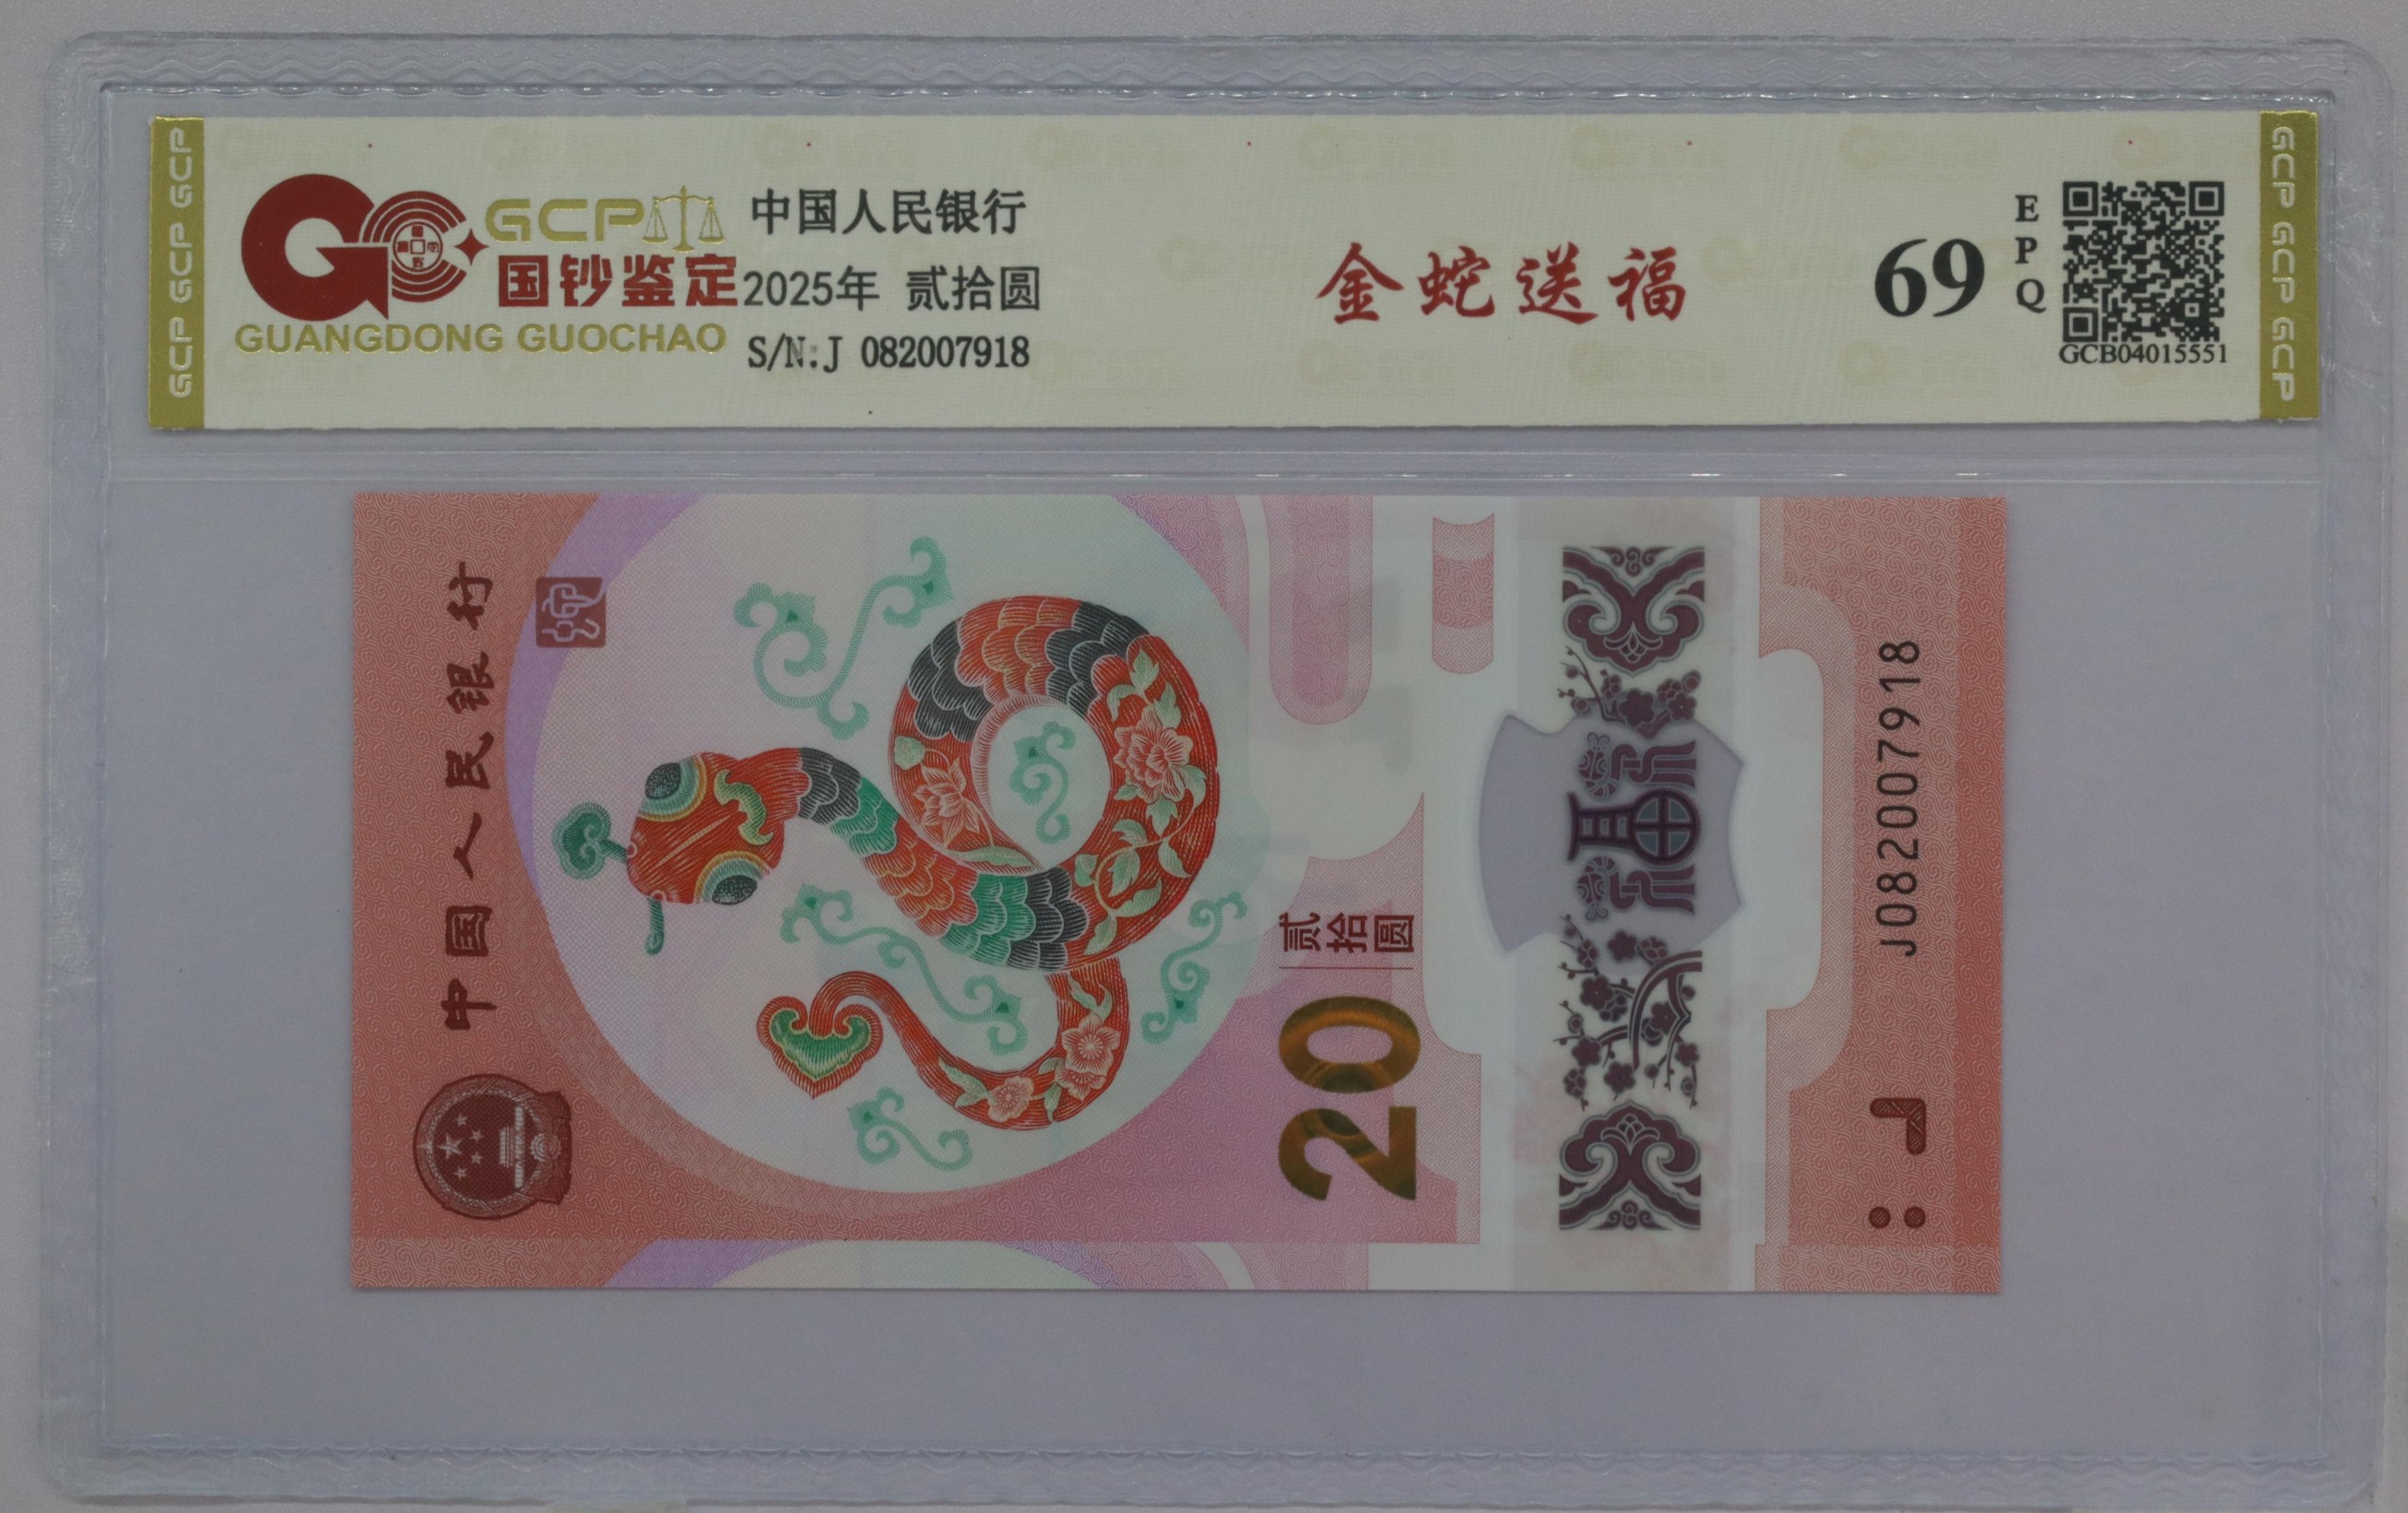 GCP GCP GCP
GCP
国钞鉴定
GUANGDONG GUOCHAO
中国人民银行
2025年 贰拾圆
S/N:J 082007918
金蛇送福
69
EPQ
GCB04015551
GCP GCP GCP
中国人民银行
20
贰拾圆
福
J082007918